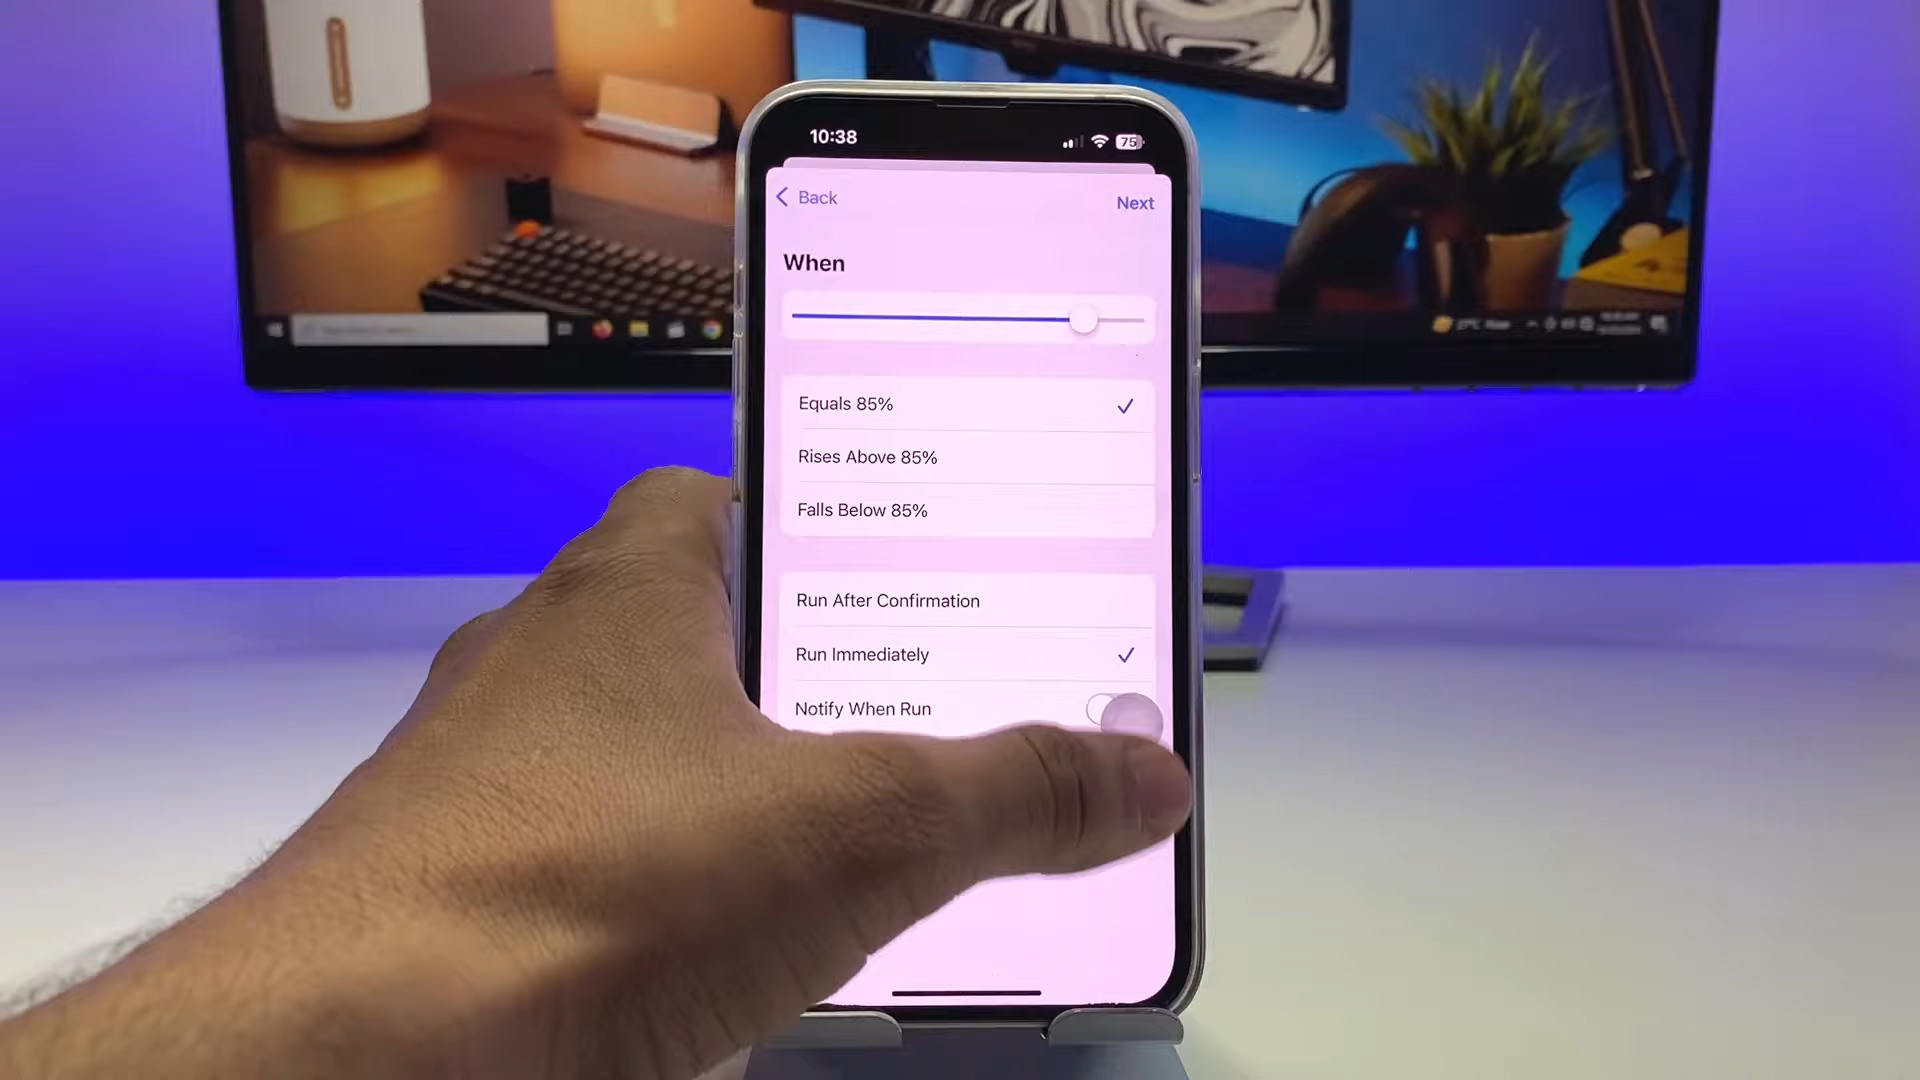 10:38
75
Back
Next
When
Equals 85%
Rises Above 85%
Falls Below 85%
Run After Confirmation
Run Immediately
Notify When Run
27°C